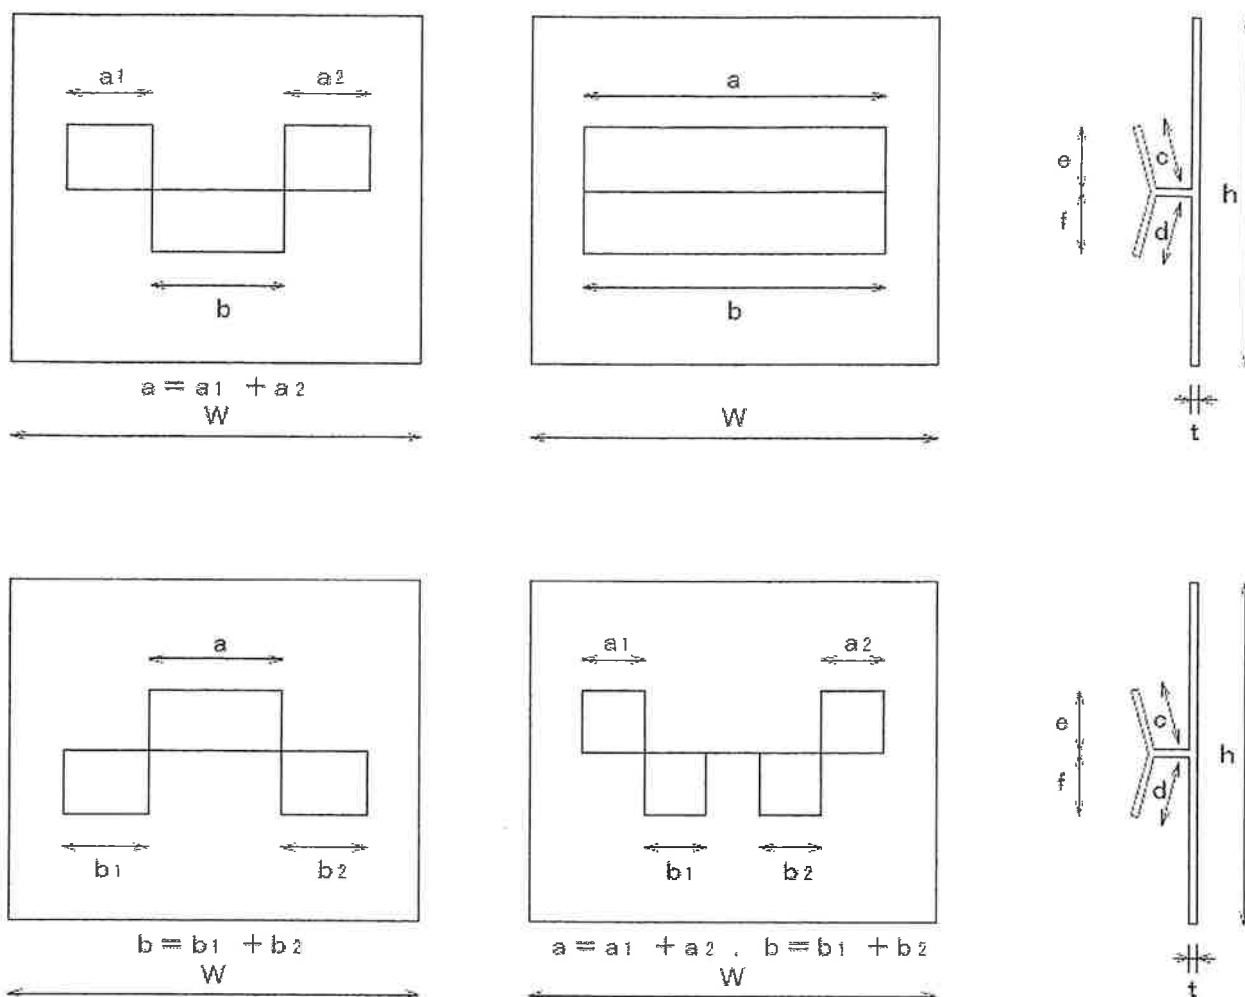 a1
a2
b
a = a1 + a2
W
a
b
W
e
f
c
d
h
t
a
b1
b2
b = b1 + b2
W
a1
a2
b1
b2
a = a1 + a2 . b = b1 + b2
W
e
f
c
d
h
t